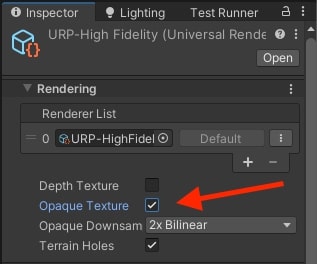 Inspector
Lighting
Test Runner
URP-High Fidelity (Universal Rende
Open
Rendering
Renderer List
0 URP-HighFidel Default
Depth Texture
Opaque Texture
Opaque Downsam 2x Bilinear
Terrain Holes